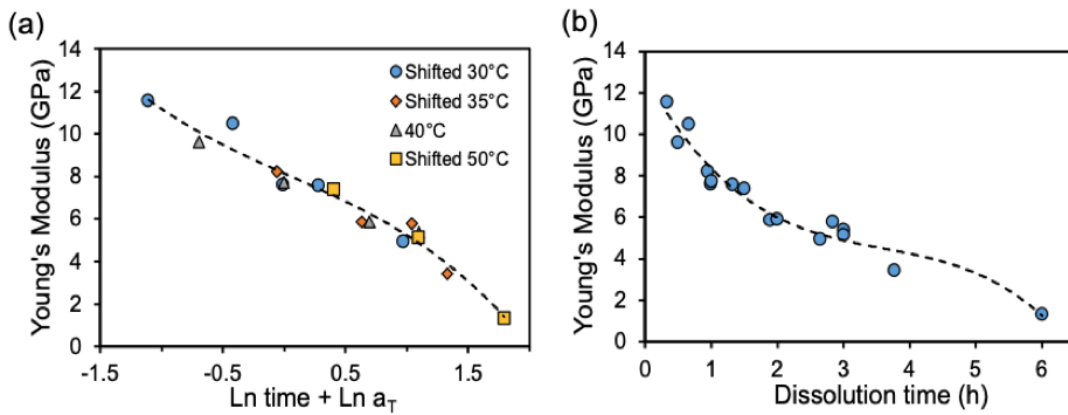 (a)
Young's Modulus (GPa)
14
12
10
8
6
4
2
0
-1.5
-0.5
0.5
1.5
Ln time + Ln aT
Shifted 30°C
Shifted 35°C
40°C
Shifted 50°C
(b)
Young's Modulus (GPa)
14
12
10
8
6
4
2
0
0
1
2
3
4
5
6
Dissolution time (h)